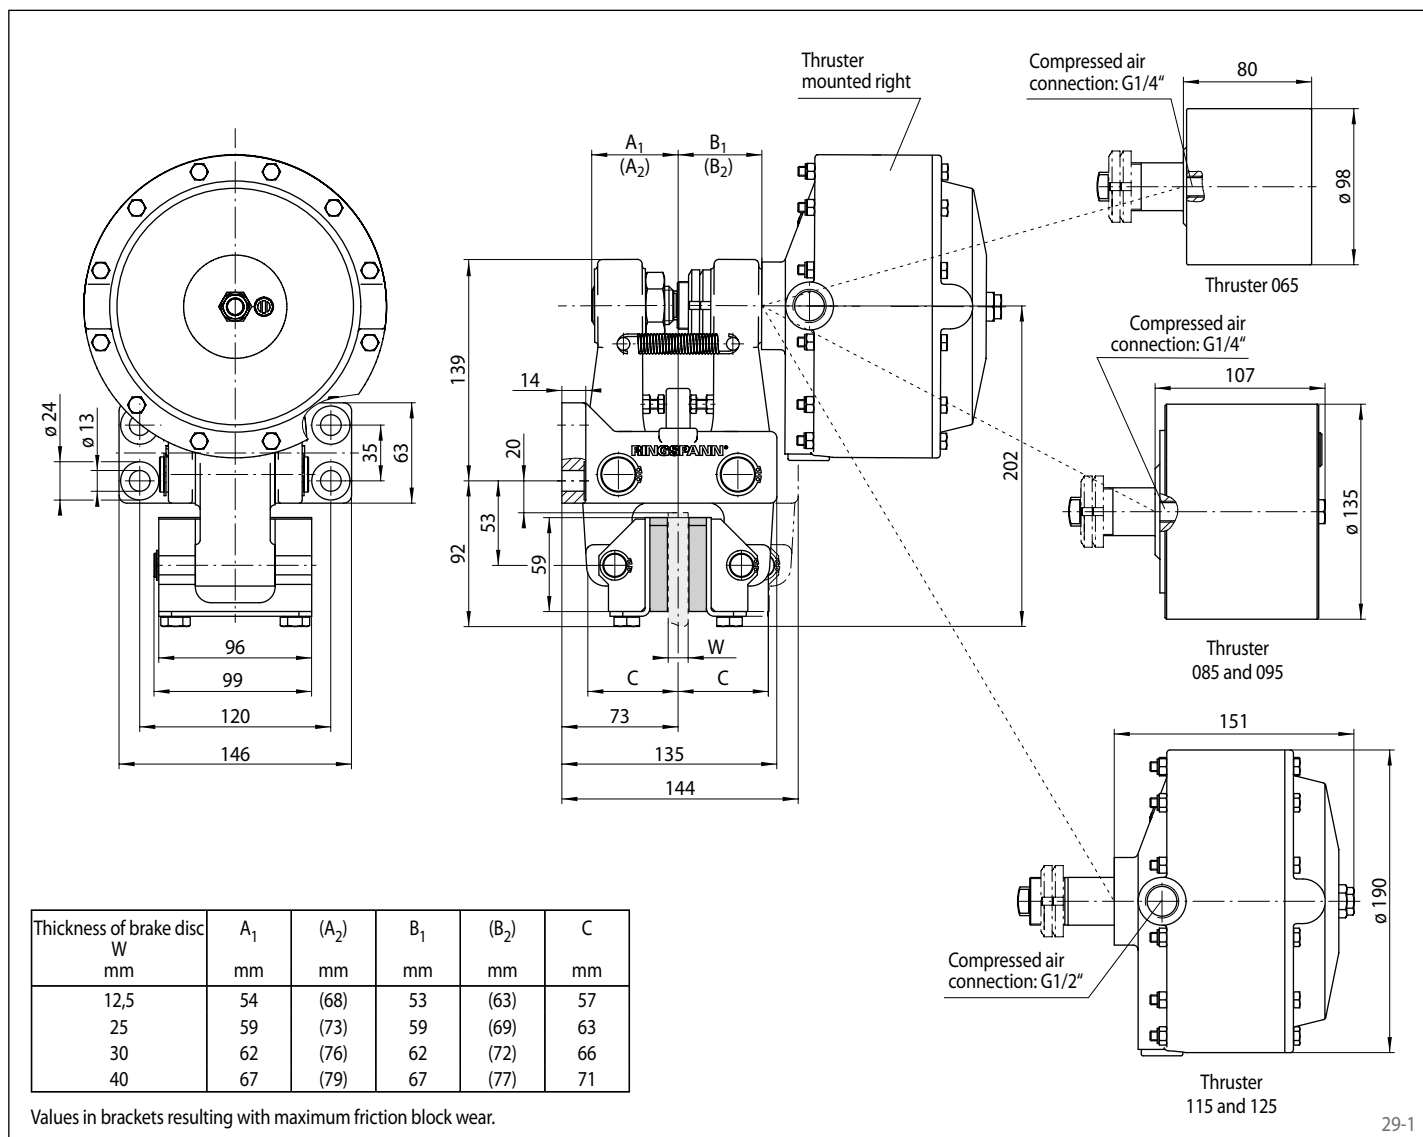 Thruster
mounted right
Compressed air
connection: G1/4“
80
A1
(A2)
B1
(B2)
ø 98
Thruster 065
Compressed air
connection: G1/4“
107
139
14
ø 24
ø 13
35
63
20
RINGSPANN®
202
ø 135
53
92
59
96
W
99
C
C
120
73
146
135
144
Thruster
085 and 095
151
ø 190
Compressed air
connection: G1/2“
Thruster
115 and 125
Thickness of brake disc A1 (A2) B1 (B2) C
W
mm mm mm mm mm mm
12,5 54 (68) 53 (63) 57
25 59 (73) 59 (69) 63
30 62 (76) 62 (72) 66
40 67 (79) 67 (77) 71
Values in brackets resulting with maximum friction block wear.
29-1